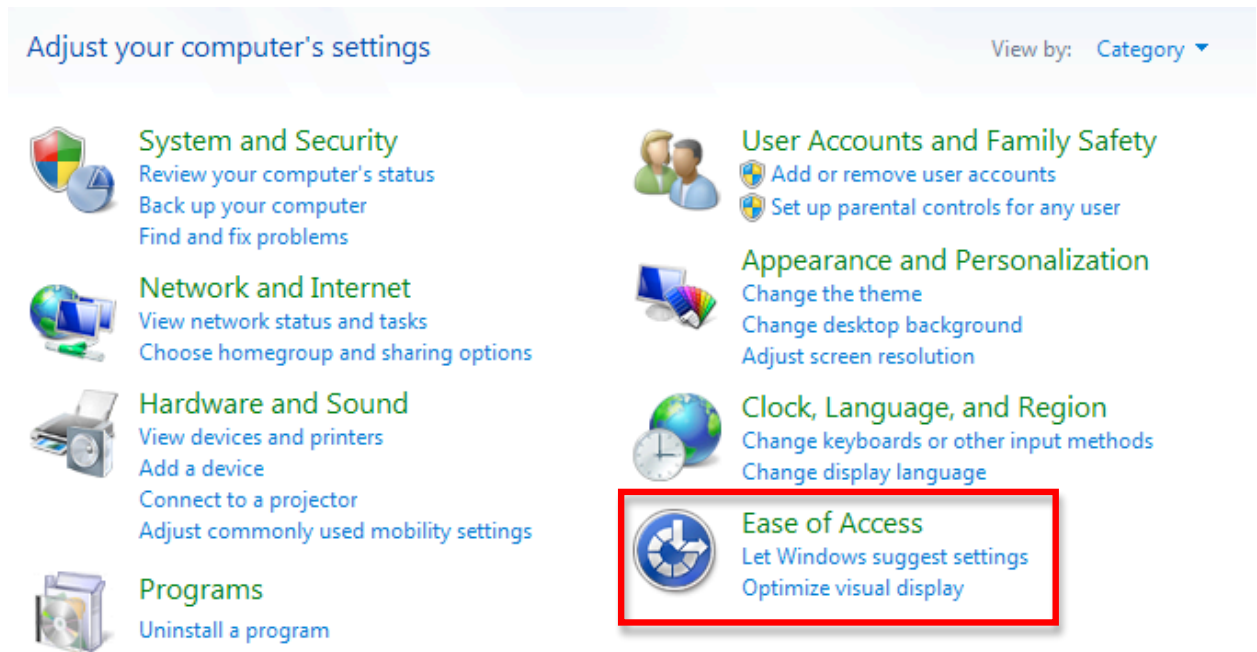 Adjust your computer's settings
View by: Category
System and Security
Review your computer's status
Back up your computer
Find and fix problems
Network and Internet
View network status and tasks
Choose homegroup and sharing options
Hardware and Sound
View devices and printers
Add a device
Connect to a projector
Adjust commonly used mobility settings
Programs
Uninstall a program
User Accounts and Family Safety
Add or remove user accounts
Set up parental controls for any user
Appearance and Personalization
Change the theme
Change desktop background
Adjust screen resolution
Clock, Language, and Region
Change keyboards or other input methods
Change display language
Ease of Access
Let Windows suggest settings
Optimize visual display